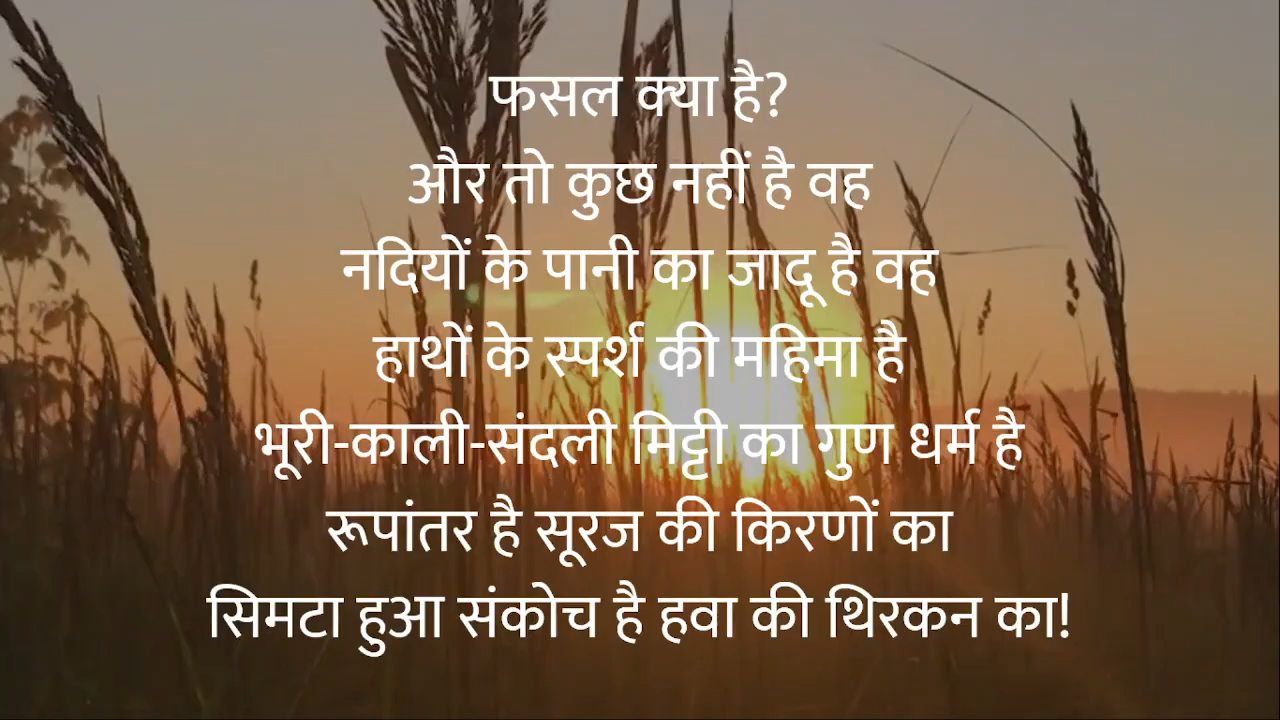 फसल क्या है?
और तो कुछ नहीं है वह
नदियों के पानी का जादू है वह
हाथों के स्पर्श की महिमा है
भूरी-काली-संदली मिट्टी का गुण धर्म है
रूपांतर है सूरज की किरणों का
सिमटा हुआ संकोच है हवा की थिरकन का!